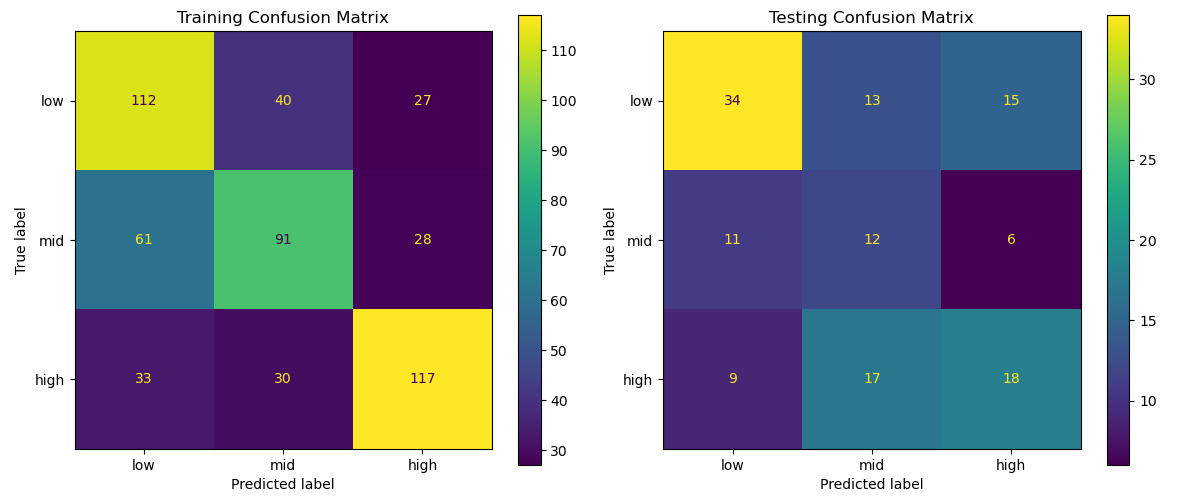 Training Confusion Matrix
True label
low
mid
high
112 40 27
61 91 28
33 30 117
low mid high
Predicted label
110
100
90
80
70
60
50
40
30
Testing Confusion Matrix
True label
low
mid
high
34 13 15
11 12 6
9 17 18
low mid high
Predicted label
30
25
20
15
10